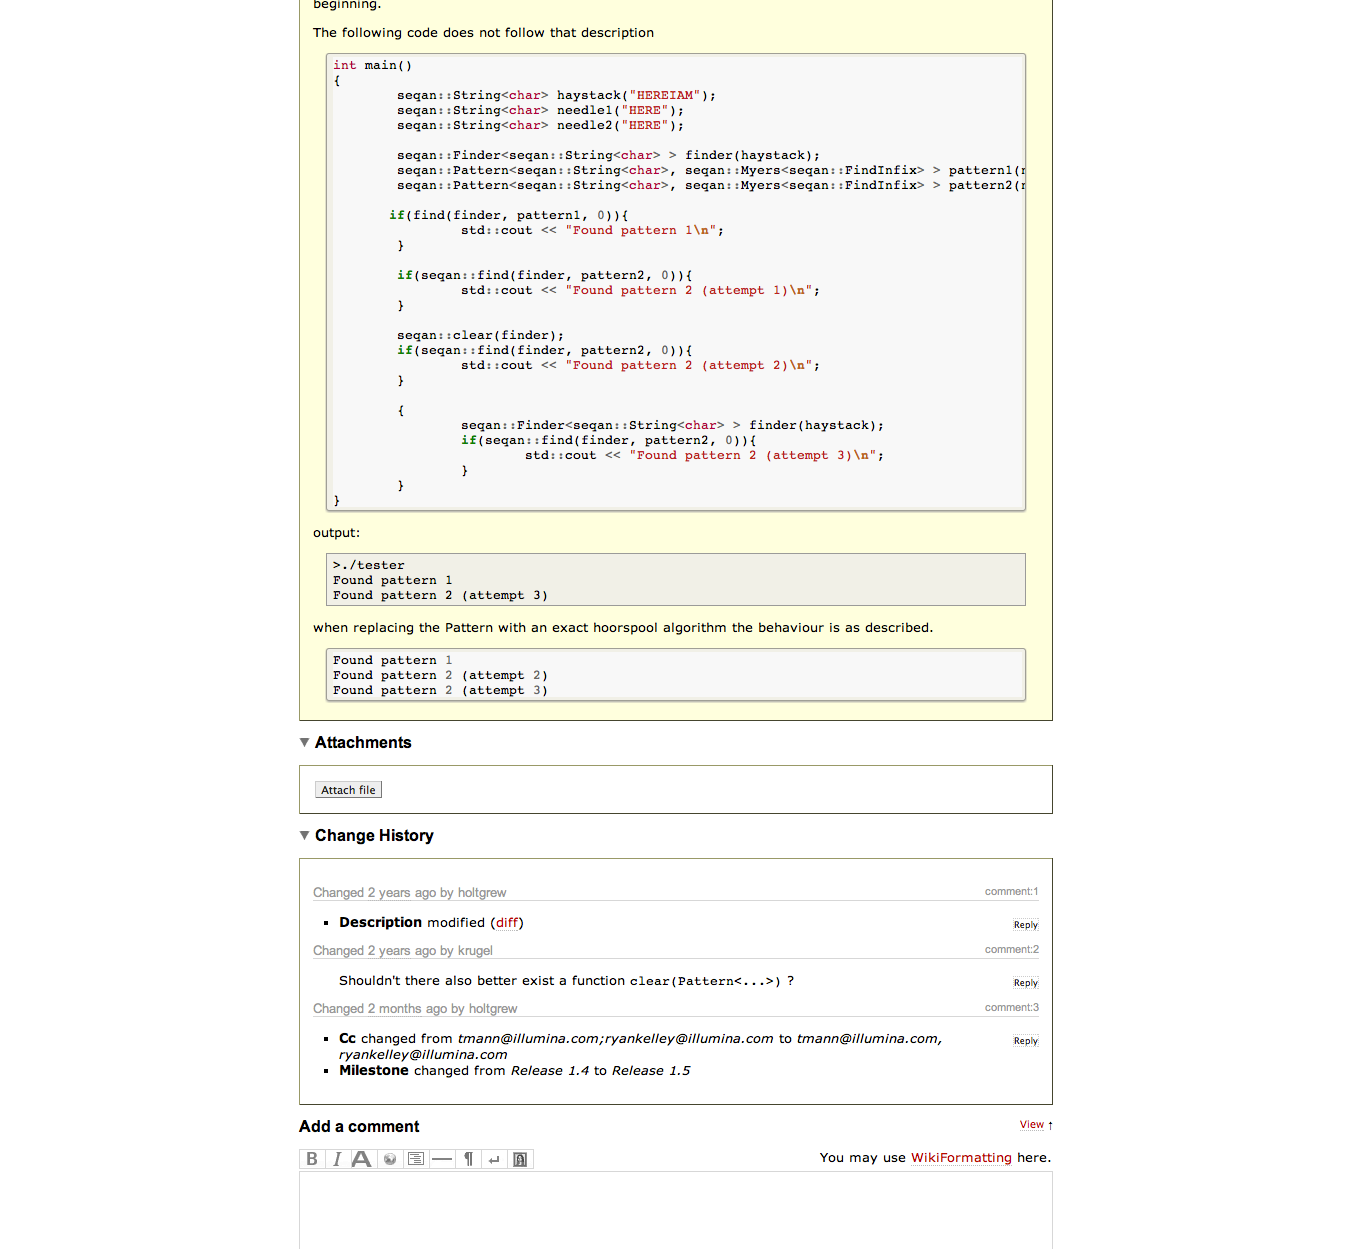 beginning.
The following code does not follow that description
int main()
{
        seqan::String<char> haystack("HEREIAM");
        seqan::String<char> needle1("HERE");
        seqan::String<char> needle2("HERE");
        seqan::Finder<seqan::String<char> > finder(haystack);
        seqan::Pattern<seqan::String<char>, seqan::Myers<seqan::FindInfix> > pattern1(
        seqan::Pattern<seqan::String<char>, seqan::Myers<seqan::FindInfix> > pattern2(
       if(find(finder, pattern1, 0)){
                std::cout << "Found pattern 1\n";
        }
        if(seqan::find(finder, pattern2, 0)){
                std::cout << "Found pattern 2 (attempt 1)\n";
        }
        seqan::clear(finder);
        if(seqan::find(finder, pattern2, 0)){
                std::cout << "Found pattern 2 (attempt 2)\n";
        }
        {
                seqan::Finder<seqan::String<char> > finder(haystack);
                if(seqan::find(finder, pattern2, 0)){
                        std::cout << "Found pattern 2 (attempt 3)\n";
                }
        }
}
output:
>./tester
Found pattern 1
Found pattern 2 (attempt 3)
when replacing the Pattern with an exact hoorspool algorithm the behaviour is as described.
Found pattern 1
Found pattern 2 (attempt 2)
Found pattern 2 (attempt 3)
▼ Attachments
Attach file
▼ Change History
Changed 2 years ago by holtgrew comment:1
▪ Description modified (diff) Reply
Changed 2 years ago by krugel comment:2
Shouldn't there also better exist a function clear(Pattern<...>) ? Reply
Changed 2 months ago by holtgrew comment:3
▪ Cc changed from tmann@illumina.com;ryankelley@illumina.com to tmann@illumina.com, Reply
ryankelley@illumina.com
▪ Milestone changed from Release 1.4 to Release 1.5
Add a comment View ↑
B I A — ¶ ↵ You may use WikiFormatting here.